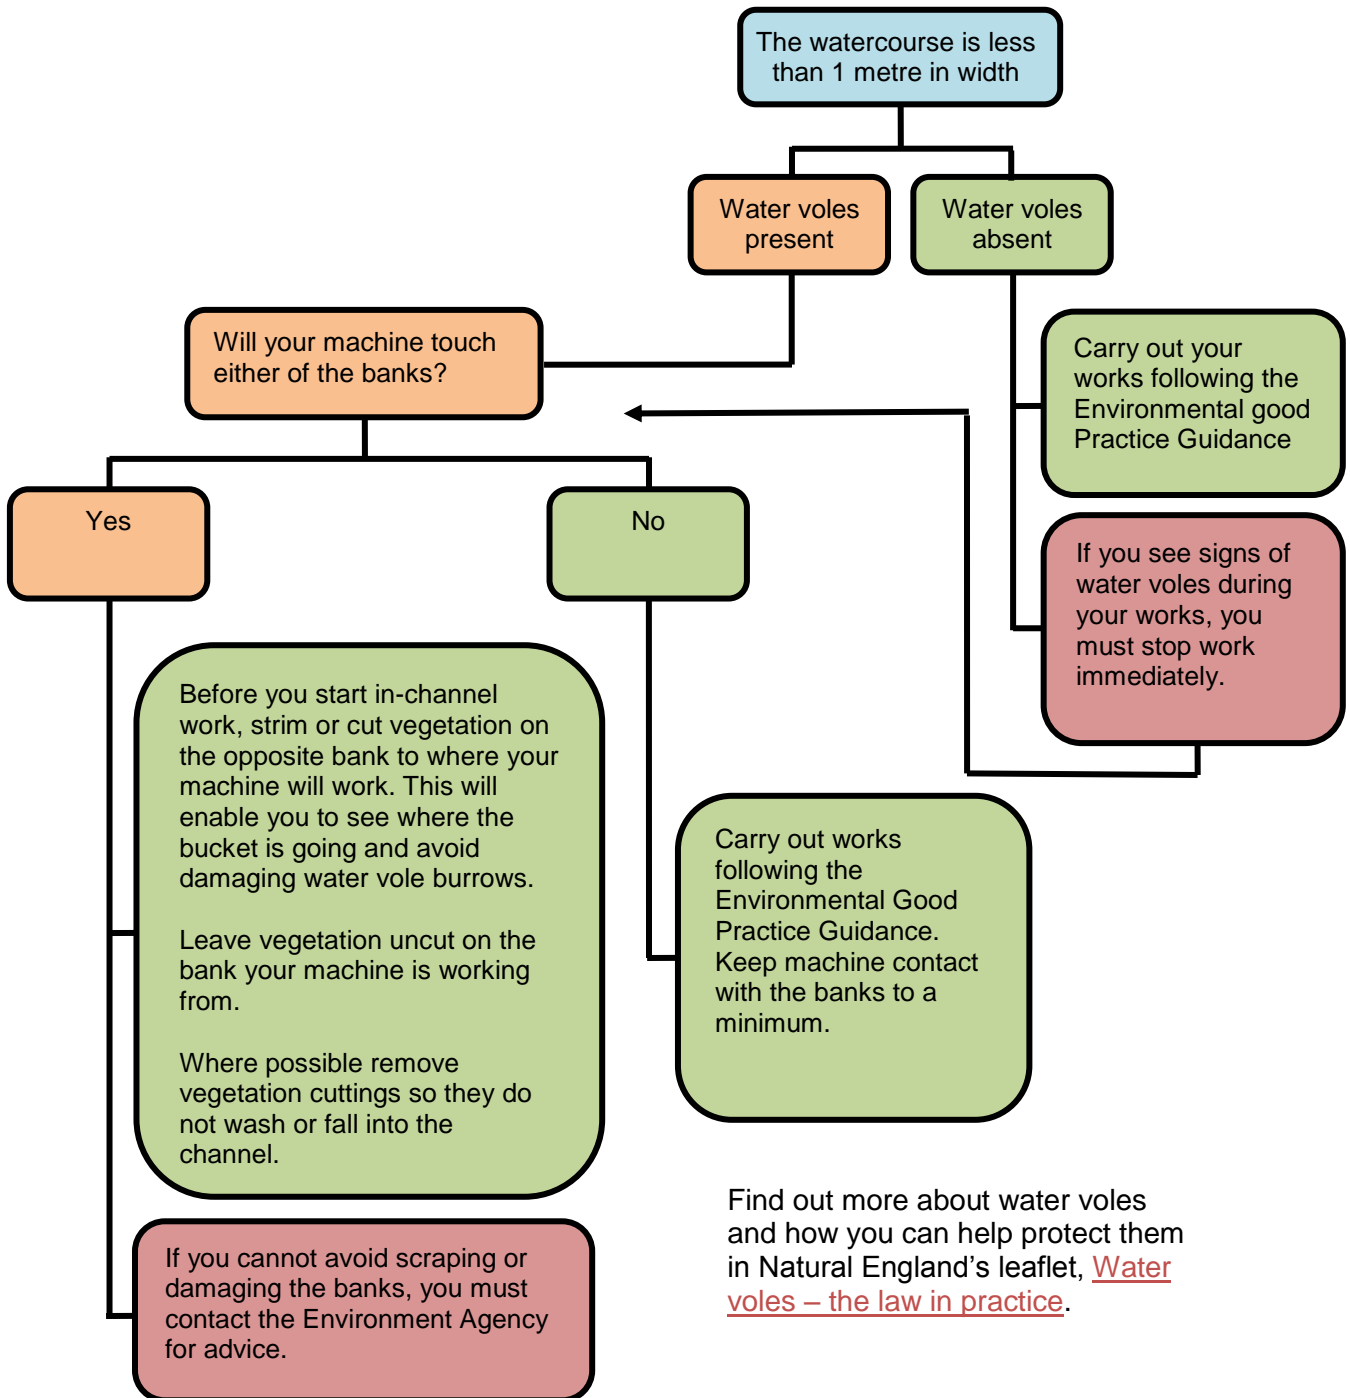 The watercourse is less
than 1 metre in width
Water voles
present
Water voles
absent
Will your machine touch
either of the banks?
Carry out your
works following the
Environmental good
Practice Guidance
Yes
No
If you see signs of
water voles during
your works, you
must stop work
immediately.
Before you start in-channel
work, strim or cut vegetation on
the opposite bank to where your
machine will work. This will
enable you to see where the
bucket is going and avoid
damaging water vole burrows.
Leave vegetation uncut on the
bank your machine is working
from.
Where possible remove
vegetation cuttings so they do
not wash or fall into the
channel.
Carry out works
following the
Environmental Good
Practice Guidance.
Keep machine contact
with the banks to a
minimum.
If you cannot avoid scraping or
damaging the banks, you must
contact the Environment Agency
for advice.
Find out more about water voles
and how you can help protect them
in Natural England’s leaflet, Water
voles – the law in practice.